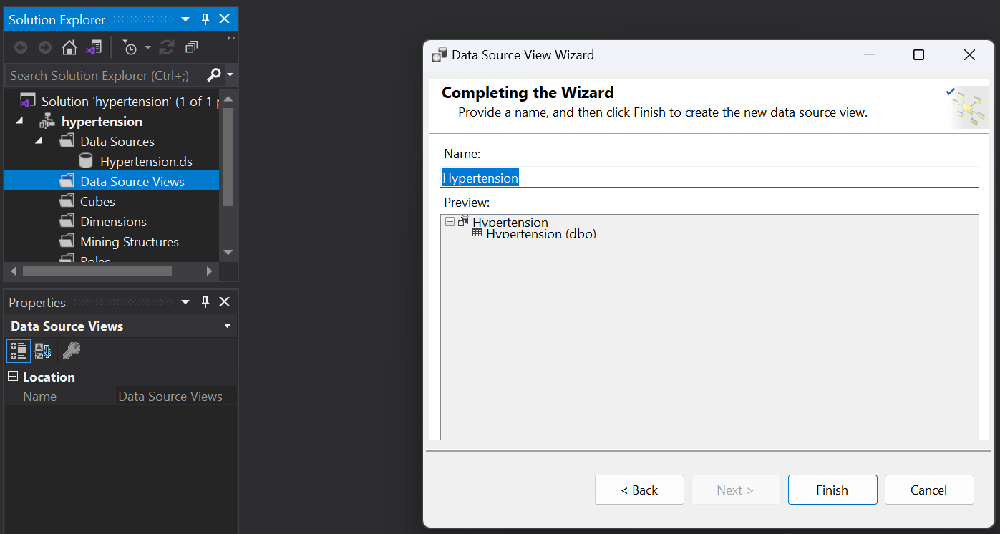 Solution Explorer
Search Solution Explorer (Ctrl+;)
Solution 'hypertension' (1 of 1 p
hypertension
Data Sources
Hypertension.ds
Data Source Views
Cubes
Dimensions
Mining Structures
Roles
Properties
Data Source Views
Location
Name Data Source Views
Data Source View Wizard
Completing the Wizard
Provide a name, and then click Finish to create the new data source view.
Name:
Hypertension
Preview:
Hypertension
Hypertension (dbo)
< Back Next > Finish Cancel